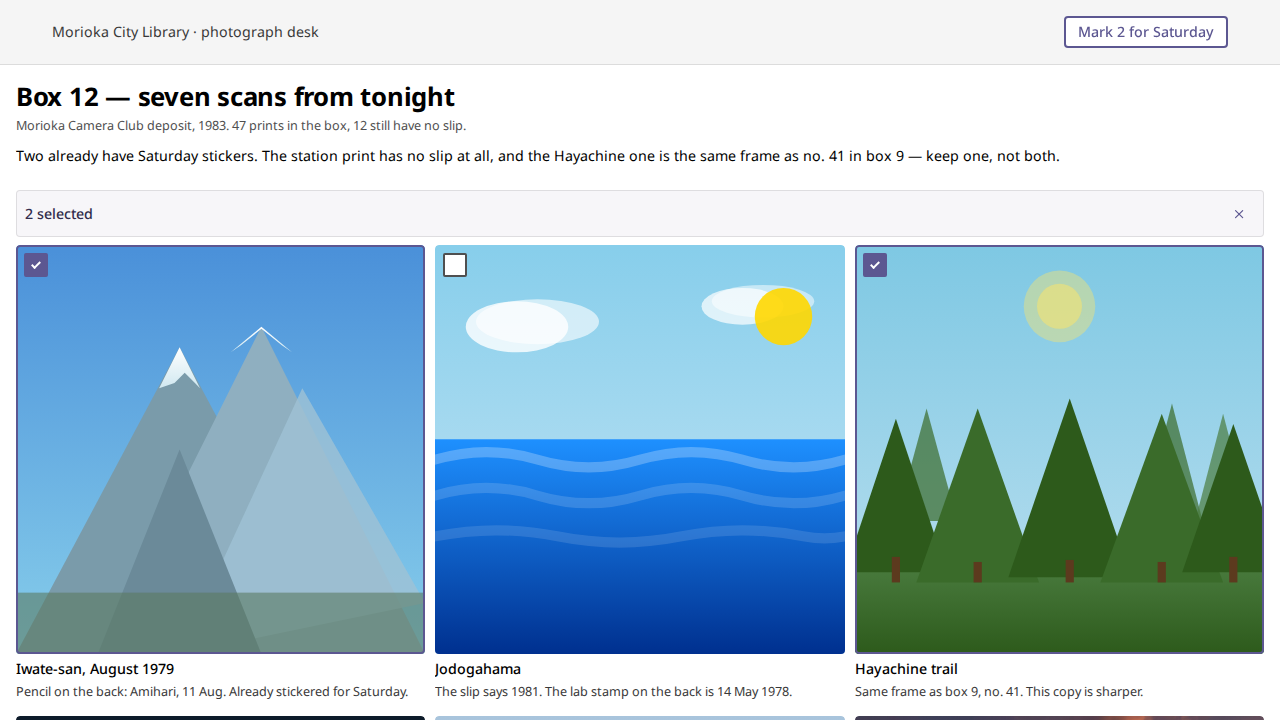 Morioka City Library · photograph desk
Mark 2 for Saturday
Box 12 — seven scans from tonight
Morioka Camera Club deposit, 1983. 47 prints in the box, 12 still have no slip.
Two already have Saturday stickers. The station print has no slip at all, and the Hayachine one is the same frame as no. 41 in box 9 — keep one, not both.
2 selected
Iwate-san, August 1979
Pencil on the back: Amihari, 11 Aug. Already stickered for Saturday.
Jodogahama
The slip says 1981. The lab stamp on the back is 14 May 1978.
Hayachine trail
Same frame as box 9, no. 41. This copy is sharper.